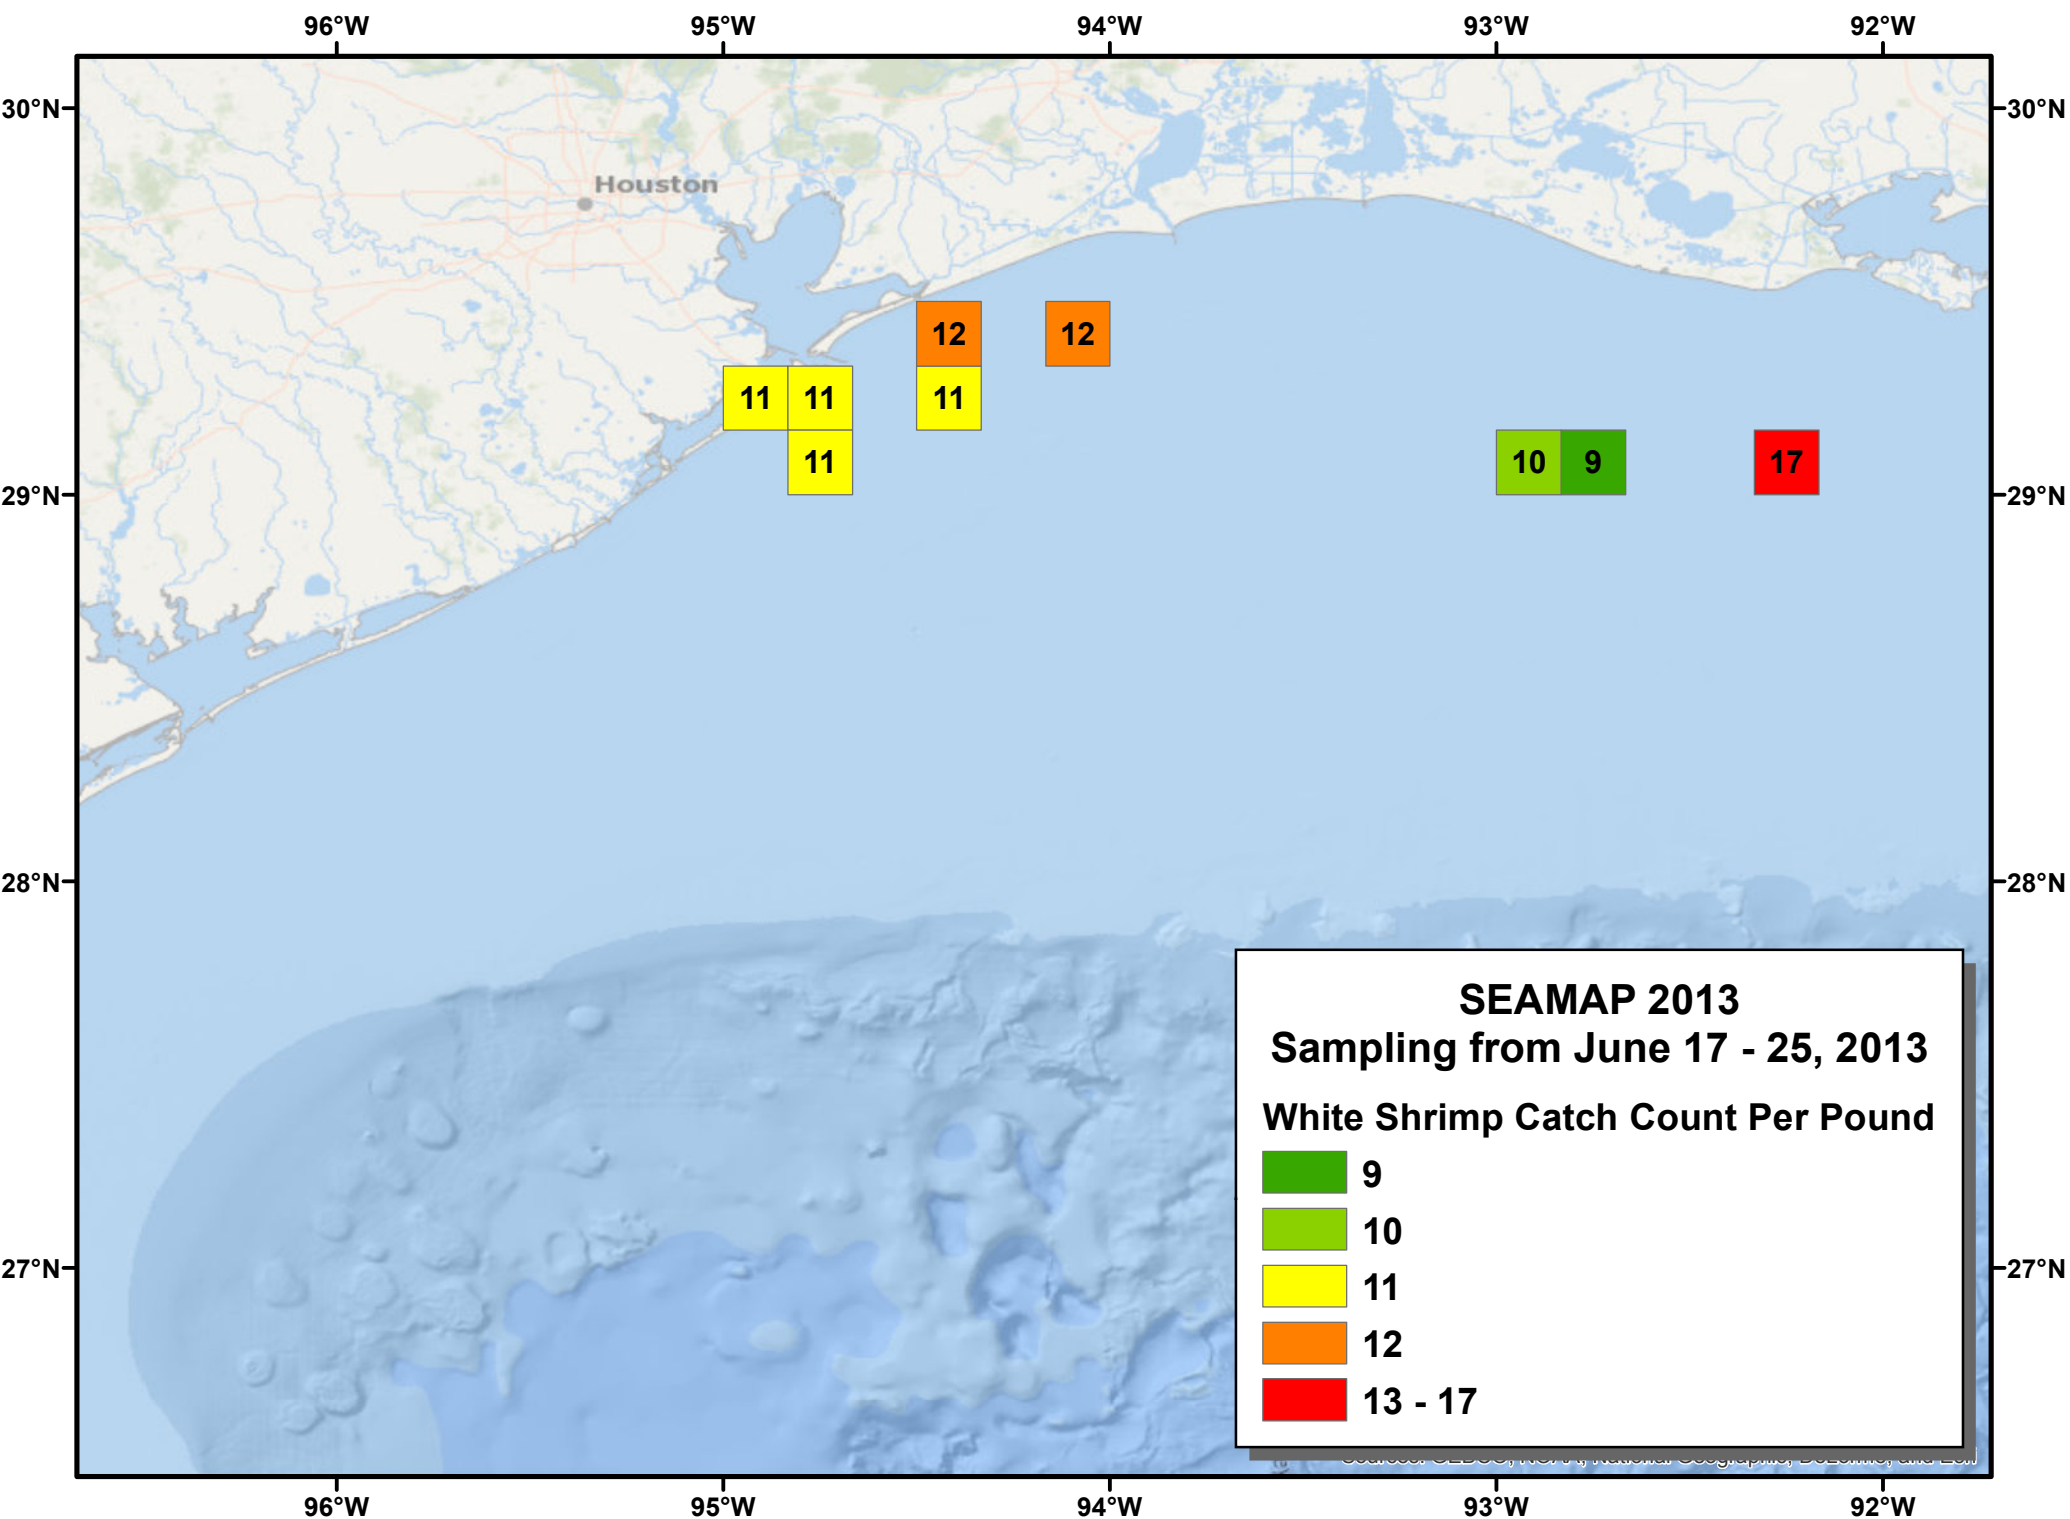 96°W 95°W 94°W 93°W 92°W
30°N 30°N
Houston
12 12
11 11 11
11 10 9 17
29°N 29°N
28°N 28°N
SEAMAP 2013
Sampling from June 17 - 25, 2013
White Shrimp Catch Count Per Pound
9
10
11
12
13 - 17
27°N 27°N
96°W 95°W 94°W 93°W 92°W